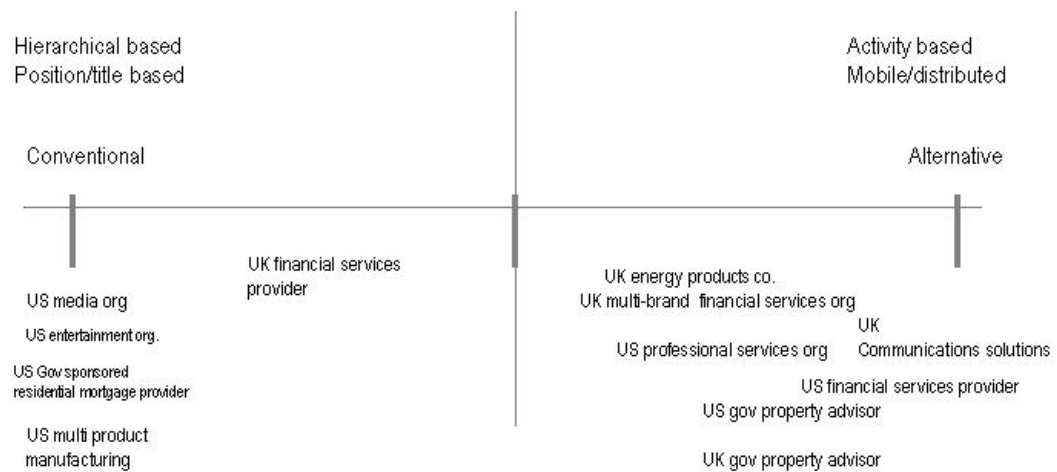 Hierarchical based
Position/title based
Activity based
Mobile/distributed
Conventional
Alternative
UK financial services
provider
US media org
US entertainment org.
US Gov sponsored
residential mortgage provider
US multi product
manufacturing
UK energy products co.
UK multi-brand financial services org
UK
Communications solutions
US professional services org
US financial services provider
US gov property advisor
UK gov property advisor